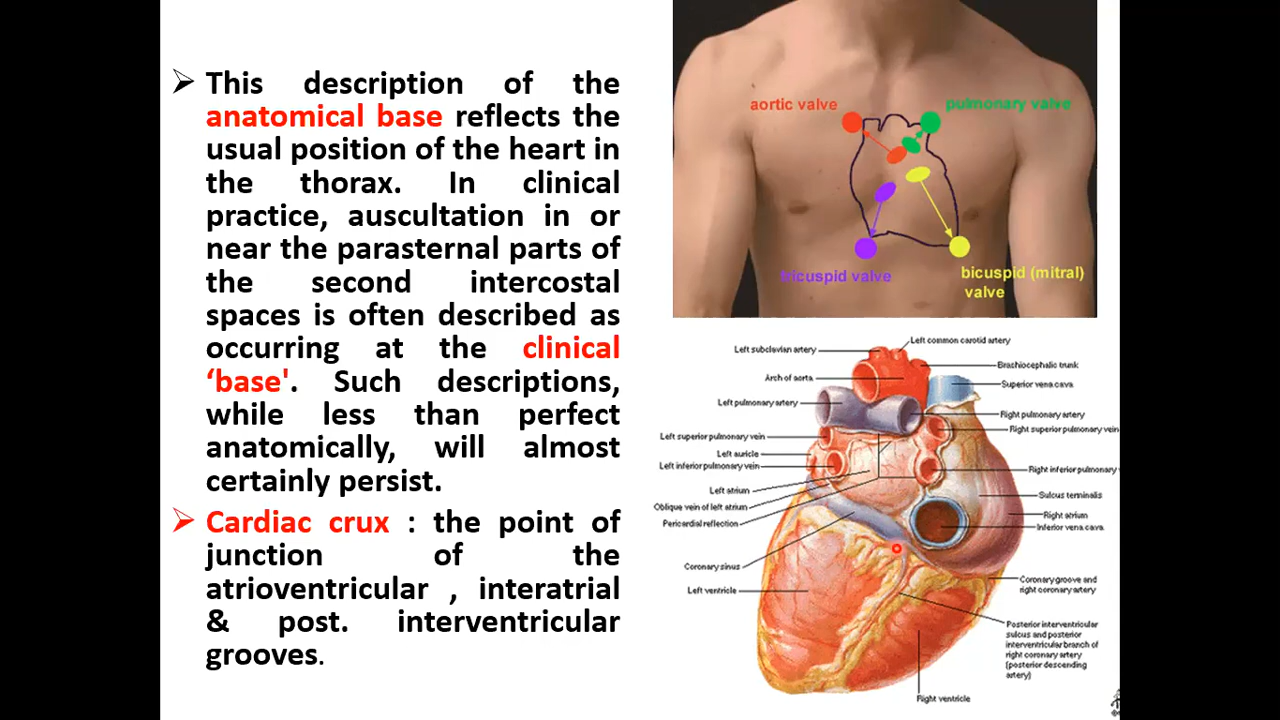 ➢ This description of the
anatomical base reflects the
usual position of the heart in
the thorax. In clinical
practice, auscultation in or
near the parasternal parts of
the second intercostal
spaces is often described as
occurring at the clinical
‘base'. Such descriptions,
while less than perfect
anatomically, will almost
certainly persist.
➢ Cardiac crux : the point of
junction of the
atrioventricular , interatrial
& post. interventricular
grooves.
aortic valve
pulmonary valve
tricuspid valve
bicuspid (mitral)
valve
Left subclavian artery
Arch of aorta
Left pulmonary artery
Left superior pulmonary vein
Left auricle
Left inferior pulmonary vein
Left atrium
Oblique vein of left atrium
Pericardial reflection
Coronary sinus
Left ventricle
Left common carotid artery
Brachiocephalic trunk
Superior vena cava
Right pulmonary artery
Right superior pulmonary vein
Right inferior pulmonary
Sulcus terminalis
Right atrium
Inferior vena cava
Coronary groove and
right coronary artery
Posterior interventricular
sulcus and posterior
interventricular branch of
right coronary artery
(posterior descending
artery)
Right ventricle